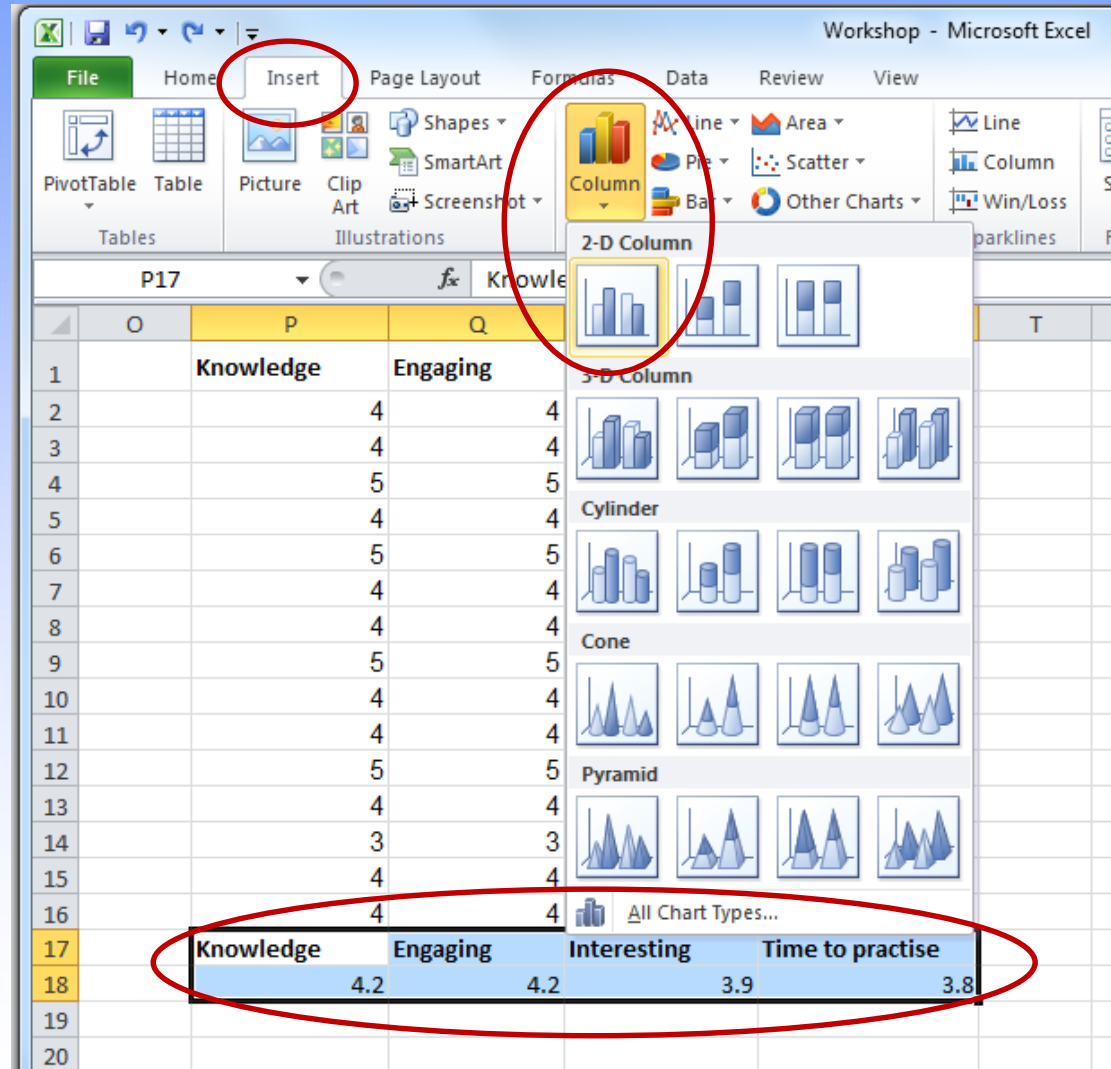 Workshop - Microsoft Excel
File Home Insert Page Layout Formulas Data Review View
PivotTable Table Picture Clip Art Shapes SmartArt Screenshot Column Line Pie Bar Area Scatter Other Charts Line Column Win/Loss
Tables Illustrations parklines
P17 fx Knowle
2-D Column
O P Q T
3-D Column
1 Knowledge Engaging
2 4 4
3 4 4
4 5 5
Cylinder
5 4 4
6 5 5
7 4 4
8 4 4
Cone
9 5 5
10 4 4
11 4 4
12 5 5
Pyramid
13 4 4
14 3 3
15 4 4
16 4 4
All Chart Types...
17 Knowledge Engaging Interesting Time to practise
18 4.2 4.2 3.9 3.8
19
20